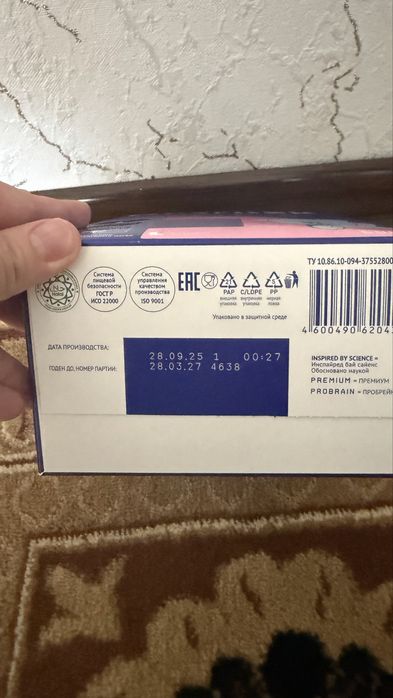 ТУ 10.86.10-094-37552800
Система
пищевой
безопасности
ГОСТ Р
ИСО 22000
Система
управления
качеством
производства
ISO 9001
EAC
21
PAP
внешняя
упаковка
C/LDPE
внутренняя
упаковка
5
PP
мерная
ложка
Упаковано в защитной среде
4 600490 6204
ДАТА ПРОИЗВОДСТВА:
28.09.25 1 00:27
ГОДЕН ДО, НОМЕР ПАРТИИ:
28.03.27 4638
INSPIRED BY SCIENCE =
Инспайред бай сайенс
Обосновано наукой
PREMIUM = ПРЕМИУМ
PROBRAIN = ПРОБРЕЙН